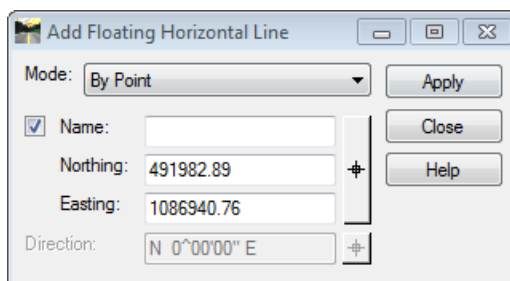 Add Floating Horizontal Line
Mode: By Point
Apply
Name:
Close
Northing: 491982.89
Help
Easting: 1086940.76
Direction: N 0^00'00" E